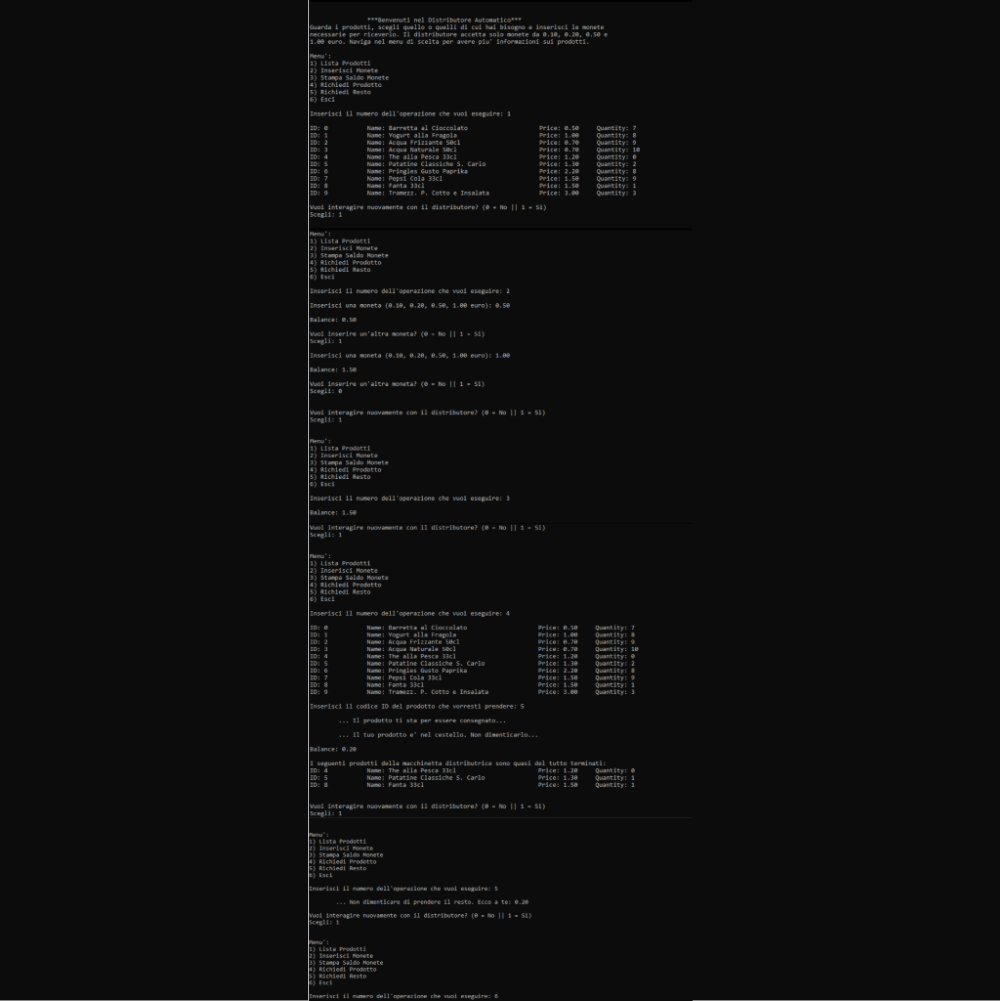 ***Benvenuti nel Distributore Automatico***
Guarda i prodotti, scegli quello o quelli di cui hai bisogno e inserisci le monete
necessarie per riceverlo. Il distributore accetta solo monete da 0.10, 0.20, 0.50 e
1.00 euro. Naviga nel menu di scelta per avere piu' informazioni sui prodotti.
Menu':
1) Lista Prodotti
2) Inserisci Monete
3) Stampa Saldo Monete
4) Richiedi Prodotto
5) Richiedi Resto
6) Esci
Inserisci il numero dell'operazione che vuoi eseguire: 1
ID: 0 Name: Barretta al Cioccolato Price: 0.50 Quantity: 7
ID: 1 Name: Yogurt alla Fragola Price: 1.00 Quantity: 8
ID: 2 Name: Acqua Frizzante 50cl Price: 0.70 Quantity: 9
ID: 3 Name: Acqua Naturale 50cl Price: 0.70 Quantity: 10
ID: 4 Name: The alla Pesca 33cl Price: 1.20 Quantity: 0
ID: 5 Name: Patatine Classiche S. Carlo Price: 1.30 Quantity: 2
ID: 6 Name: Pringles Gusto Paprika Price: 2.20 Quantity: 8
ID: 7 Name: Pepsi Cola 33cl Price: 1.50 Quantity: 9
ID: 8 Name: Fanta 33cl Price: 1.50 Quantity: 1
ID: 9 Name: Tramezz. P. Cotto e Insalata Price: 3.00 Quantity: 3
Vuoi interagire nuovamente con il distributore? (0 = No || 1 = Si)
Scegli: 1
Menu':
1) Lista Prodotti
2) Inserisci Monete
3) Stampa Saldo Monete
4) Richiedi Prodotto
5) Richiedi Resto
6) Esci
Inserisci il numero dell'operazione che vuoi eseguire: 2
Inserisci una moneta (0.10, 0.20, 0.50, 1.00 euro): 0.50
Balance: 0.50
Vuoi inserire un'altra moneta? (0 = No || 1 = Si)
Scegli: 1
Inserisci una moneta (0.10, 0.20, 0.50, 1.00 euro): 1.00
Balance: 1.50
Vuoi inserire un'altra moneta? (0 = No || 1 = Si)
Scegli: 0
Vuoi interagire nuovamente con il distributore? (0 = No || 1 = Si)
Scegli: 1
Menu':
1) Lista Prodotti
2) Inserisci Monete
3) Stampa Saldo Monete
4) Richiedi Prodotto
5) Richiedi Resto
6) Esci
Inserisci il numero dell'operazione che vuoi eseguire: 3
Balance: 1.50
Vuoi interagire nuovamente con il distributore? (0 = No || 1 = Si)
Scegli: 1
Menu':
1) Lista Prodotti
2) Inserisci Monete
3) Stampa Saldo Monete
4) Richiedi Prodotto
5) Richiedi Resto
6) Esci
Inserisci il numero dell'operazione che vuoi eseguire: 4
ID: 0 Name: Barretta al Cioccolato Price: 0.50 Quantity: 7
ID: 1 Name: Yogurt alla Fragola Price: 1.00 Quantity: 8
ID: 2 Name: Acqua Frizzante 50cl Price: 0.70 Quantity: 9
ID: 3 Name: Acqua Naturale 50cl Price: 0.70 Quantity: 10
ID: 4 Name: The alla Pesca 33cl Price: 1.20 Quantity: 0
ID: 5 Name: Patatine Classiche S. Carlo Price: 1.30 Quantity: 2
ID: 6 Name: Pringles Gusto Paprika Price: 2.20 Quantity: 8
ID: 7 Name: Pepsi Cola 33cl Price: 1.50 Quantity: 9
ID: 8 Name: Fanta 33cl Price: 1.50 Quantity: 1
ID: 9 Name: Tramezz. P. Cotto e Insalata Price: 3.00 Quantity: 3
Inserisci il codice ID del prodotto che vorresti prendere: 5
... Il prodotto ti sta per essere consegnato...
... Il tuo prodotto e' nel cestello. Non dimenticarlo...
Balance: 0.20
I seguenti prodotti della macchinetta distributrice sono quasi del tutto terminati:
ID: 4 Name: The alla Pesca 33cl Price: 1.20 Quantity: 0
ID: 5 Name: Patatine Classiche S. Carlo Price: 1.30 Quantity: 1
ID: 8 Name: Fanta 33cl Price: 1.50 Quantity: 1
Vuoi interagire nuovamente con il distributore? (0 = No || 1 = Si)
Scegli: 1
Menu':
1) Lista Prodotti
2) Inserisci Monete
3) Stampa Saldo Monete
4) Richiedi Prodotto
5) Richiedi Resto
6) Esci
Inserisci il numero dell'operazione che vuoi eseguire: 5
... Non dimenticare di prendere il resto. Ecco a te: 0.20
Vuoi interagire nuovamente con il distributore? (0 = No || 1 = Si)
Scegli: 1
Menu':
1) Lista Prodotti
2) Inserisci Monete
3) Stampa Saldo Monete
4) Richiedi Prodotto
5) Richiedi Resto
6) Esci
Inserisci il numero dell'operazione che vuoi eseguire: 6